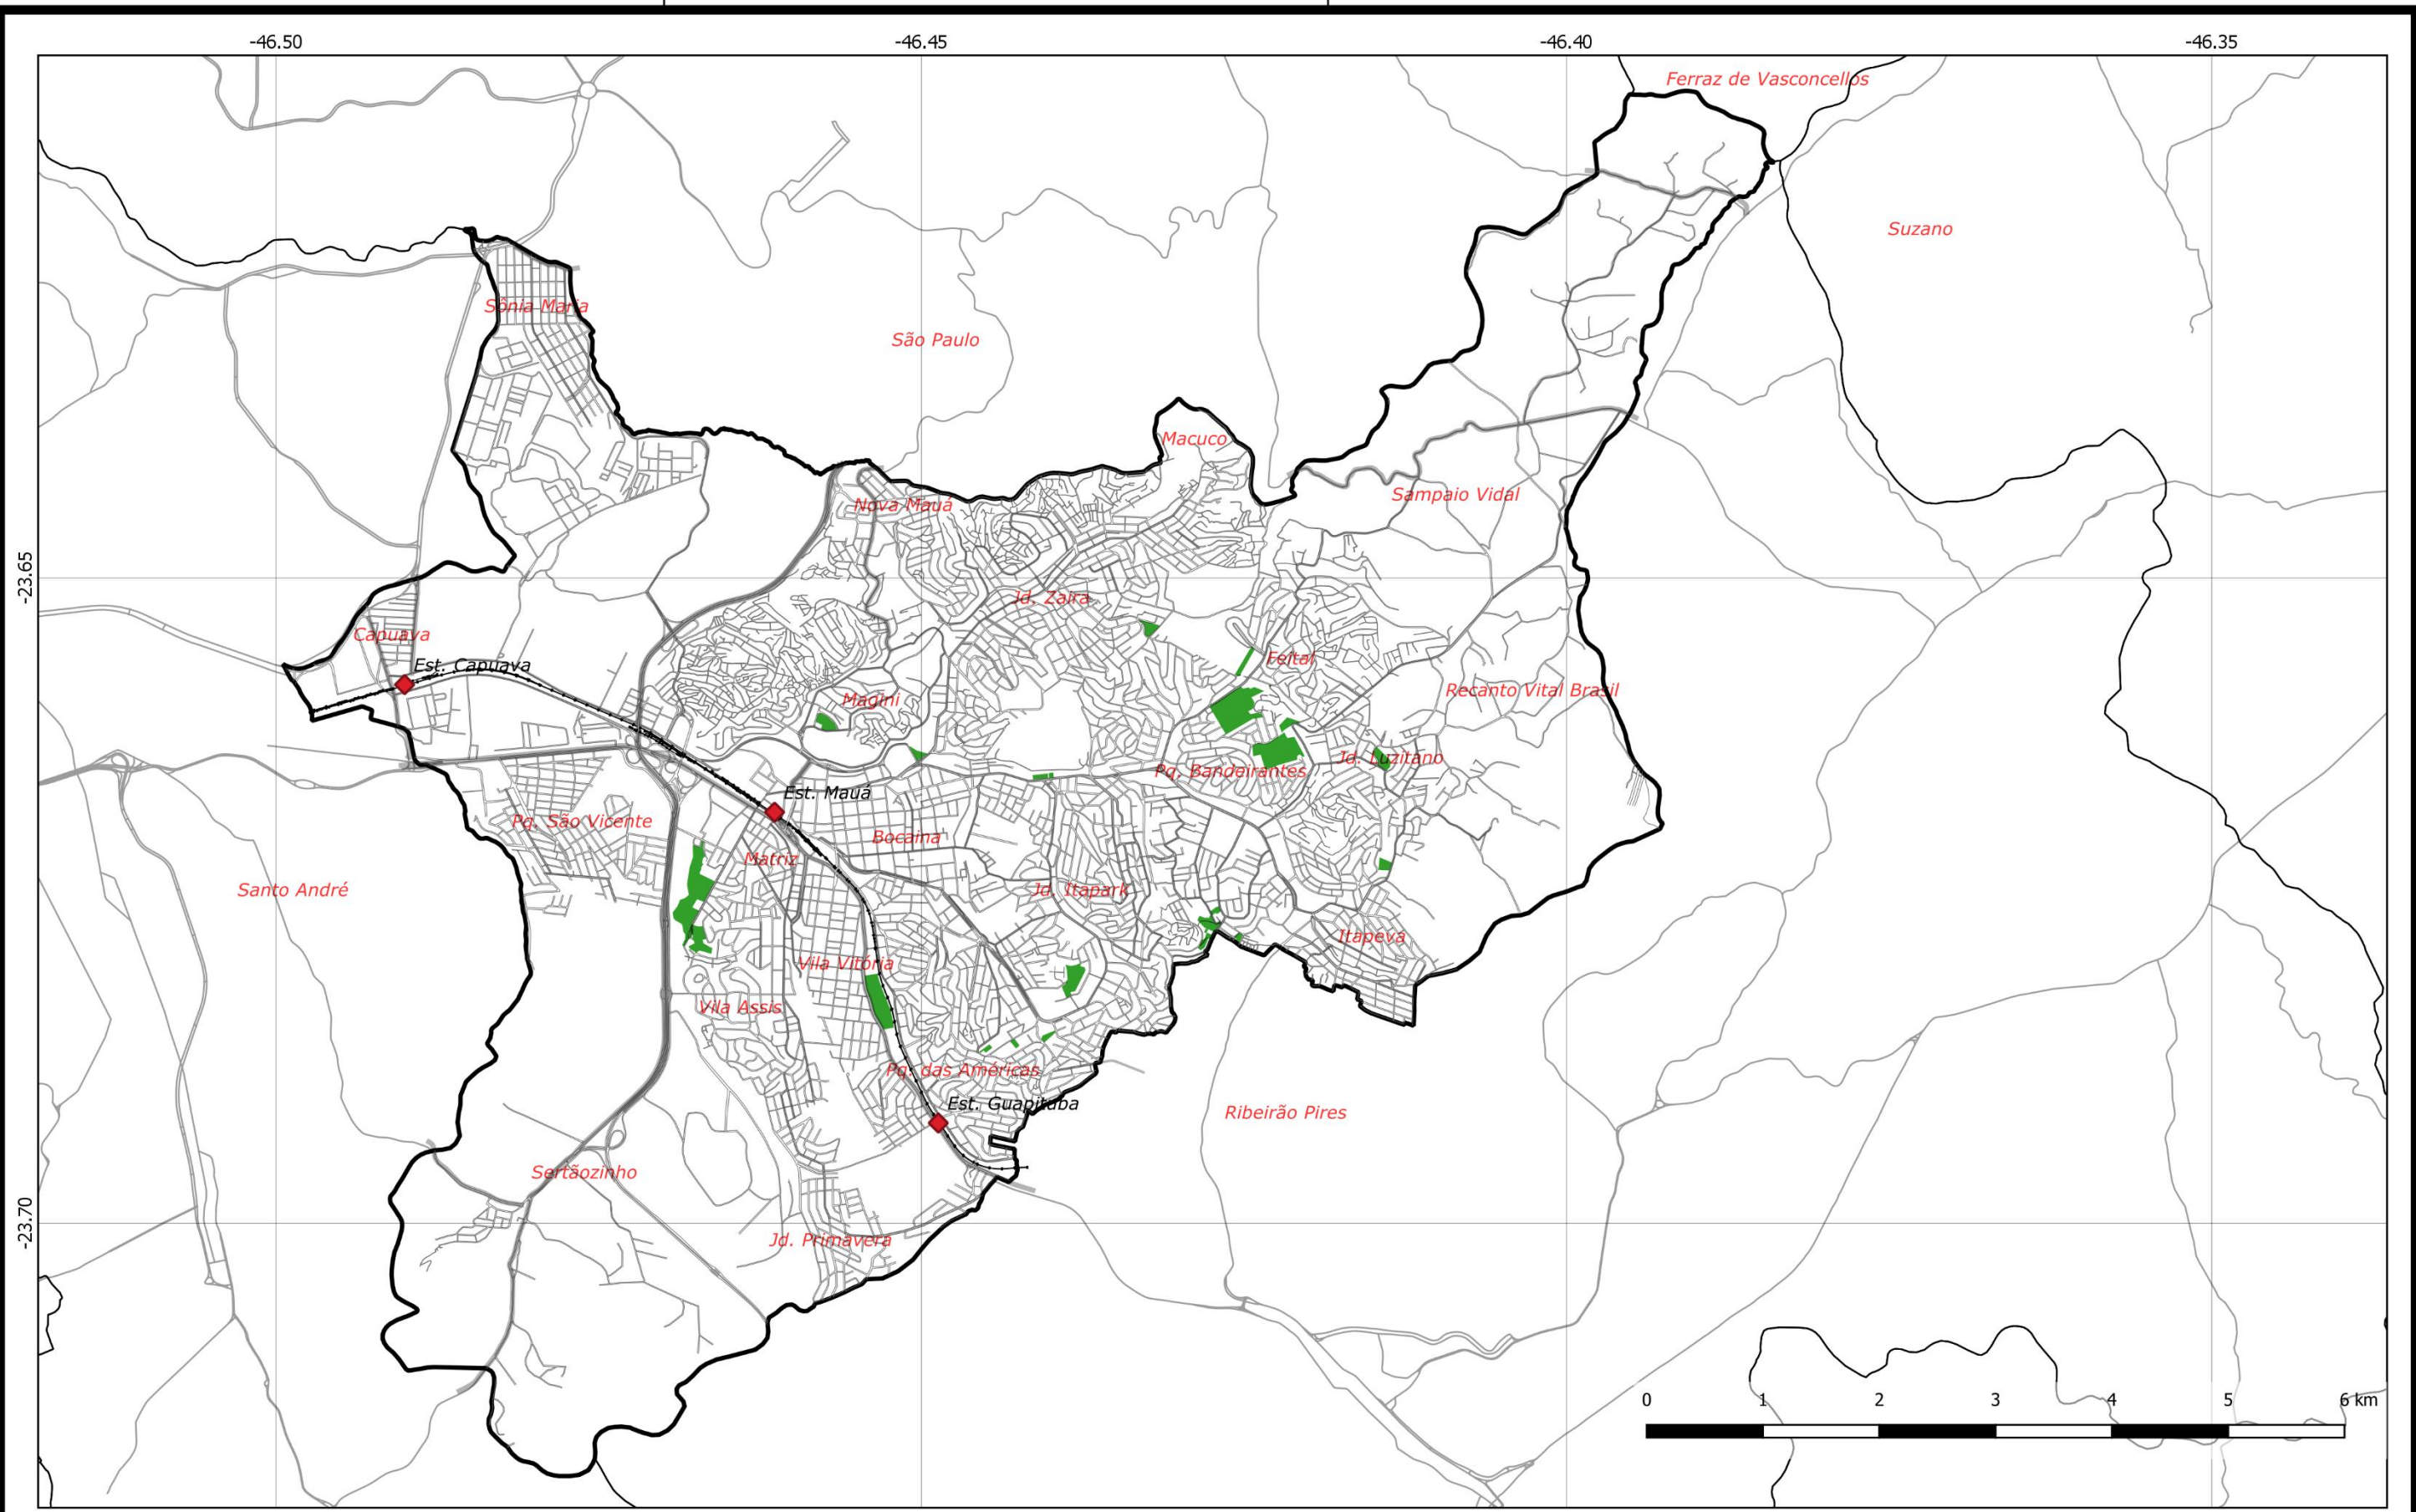 -46.50
-46.45
-46.40
-46.35
Ferraz de Vasconcellos
Suzano
Sônia Maria
São Paulo
Macuco
Sampaio Vidal
Nova Mauá
-23.65
Jd. Zaira
Capuava
Est. Capuava
Feital
Recanto Vital Brasil
Magini
Jd. Luzitano
Pq. Bandeirantes
Est. Mauá
Pq. São Vicente
Bocaina
Matriz
Santo André
Jd. Itapark
Itapeva
Vila Vitória
Vila Assis
Pq. das Américas
Est. Guapituba
Ribeirão Pires
Sertãozinho
-23.70
Jd. Primavera
0 1 2 3 4 5 6 km